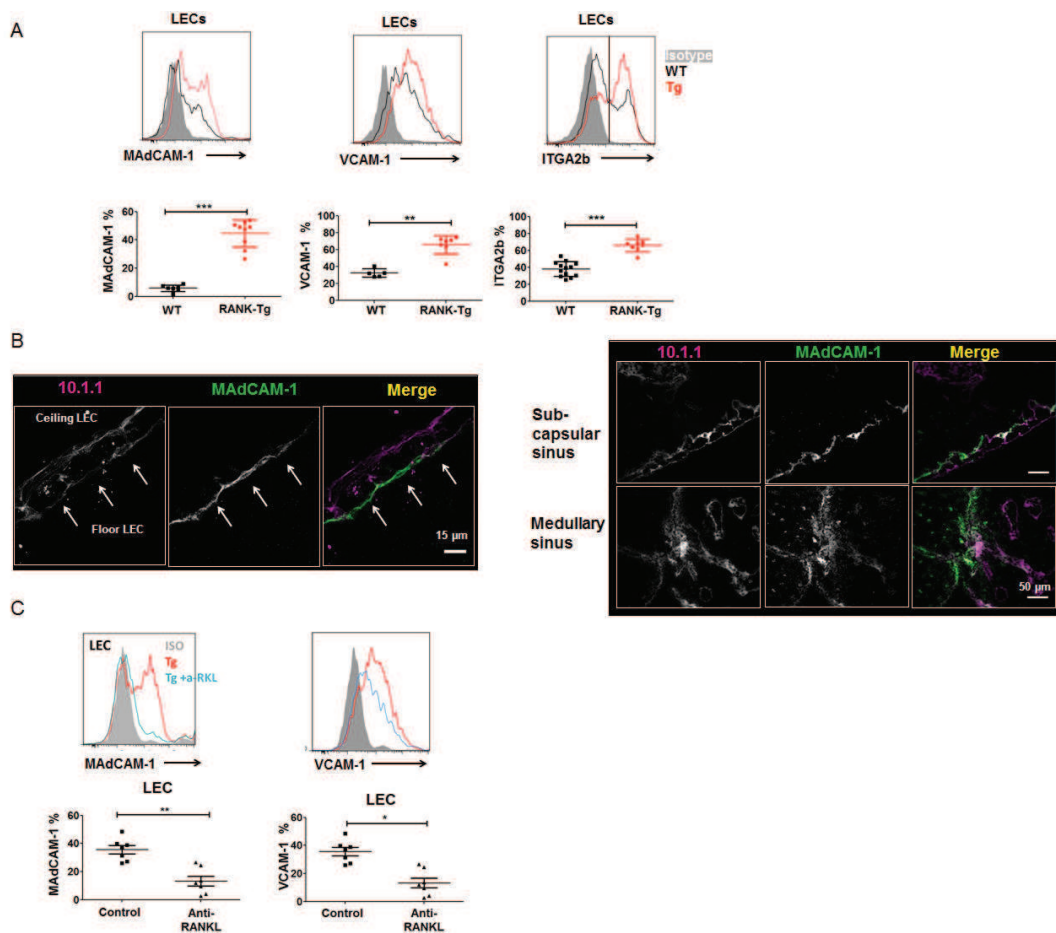 A
LECs
MAdCAM-1
LECs
VCAM-1
LECs
ITGA2b
Isotype
WT
Tg
MAdCAM-1 %
60
40
20
0
***
WT
RANK-Tg
VCAM-1 %
100
80
60
40
20
0
**
WT
RANK-Tg
ITGA2b %
100
80
60
40
20
0
***
WT
RANK-Tg
B
10.1.1
MAdCAM-1
Merge
Ceiling LEC
Floor LEC
15 μm
10.1.1
MAdCAM-1
Merge
Sub-
capsular
sinus
Medullary
sinus
50 μm
C
LEC
ISO
Tg
Tg +a-RKL
MAdCAM-1
VCAM-1
LEC
MAdCAM-1 %
60
40
20
0
**
Control
Anti-
RANKL
LEC
VCAM-1 %
60
40
20
0
*
Control
Anti-
RANKL